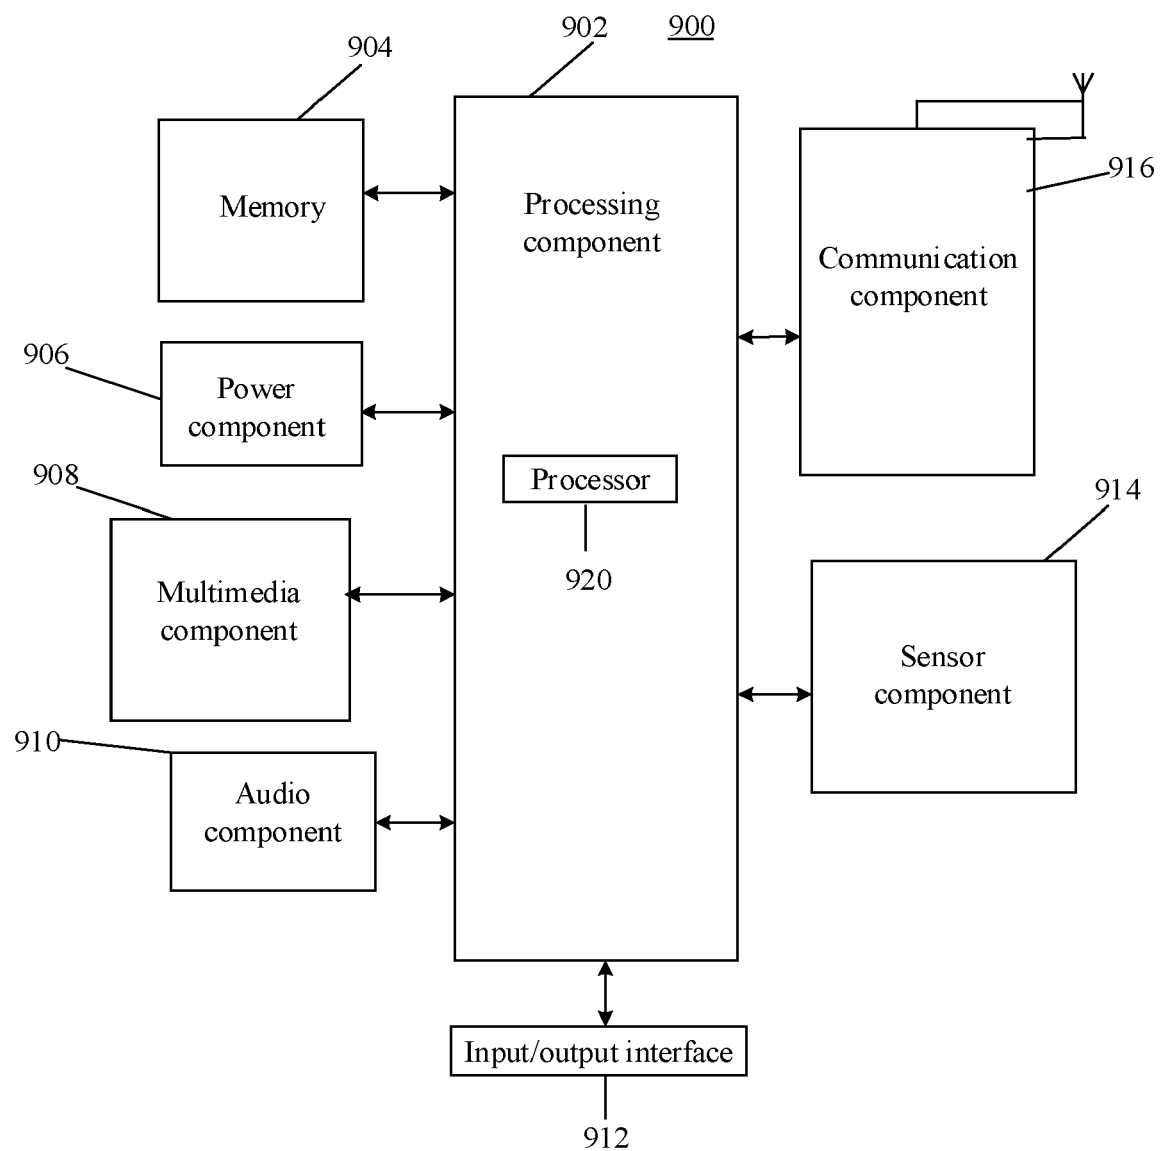 900
902
904
Memory
Processing
component
916
Communication
component
906
Power
component
908
Processor
920
914
Multimedia
component
Sensor
component
910
Audio
component
Input/output interface
912